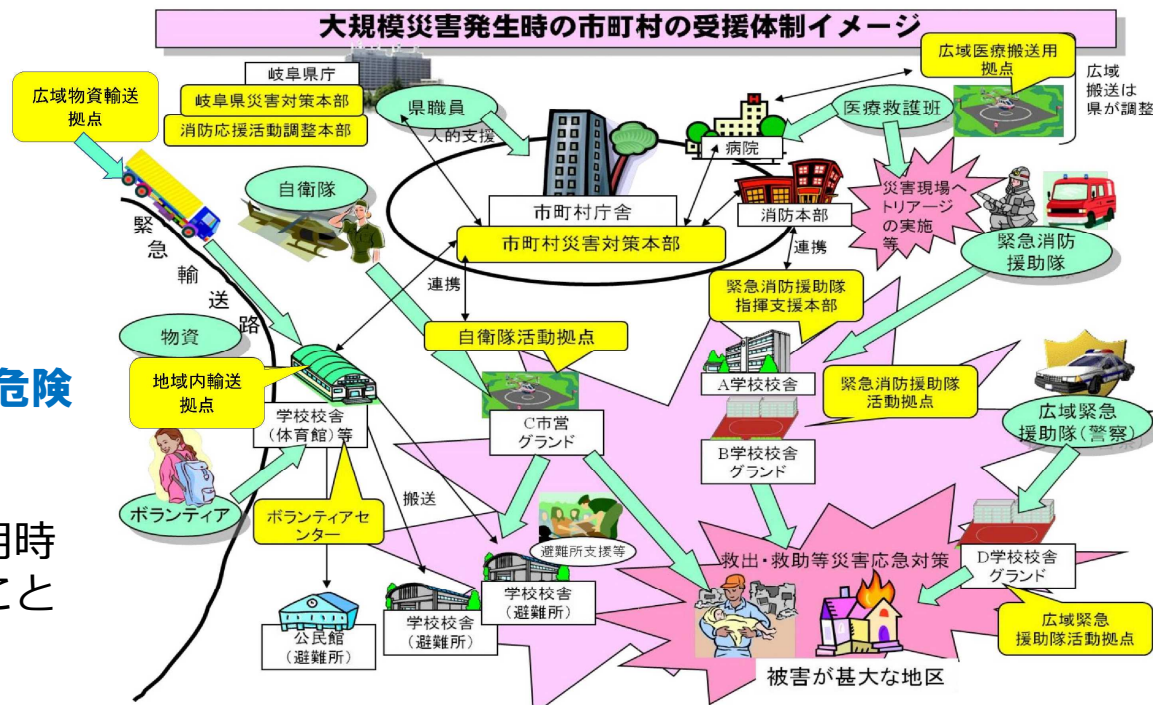 大規模災害発生時の市町村の受援体制イメージ
岐阜県庁
岐阜県災害対策本部
消防応援活動調整本部
広域物資輸送
拠点
県職員
人的支援
病院
医療救護班
広域医療搬送用
拠点
広域
搬送は
県が調整
自衛隊
市町村庁舎
市町村災害対策本部
消防本部
災害現場へ
トリアージ
の実施
等
緊急消防
援助隊
緊急輸送路
連携
連携
緊急消防援助隊
指揮支援本部
物資
地域内輸送
拠点
自衛隊活動拠点
A学校校舎
緊急消防援助隊
活動拠点
広域緊急
援助隊(警察)
危険
学校校舎
(体育館)等
C市営
グランド
B学校校舎
グランド
ボランティア
ボランティアセ
ンター
搬送
避難所支援等
救出・救助等災害応急対策
D学校校舎
グランド
期時
こと
公民館
(避難所)
学校校舎
(避難所)
学校校舎
(避難所)
広域緊急
援助隊活動拠点
被害が甚大な地区